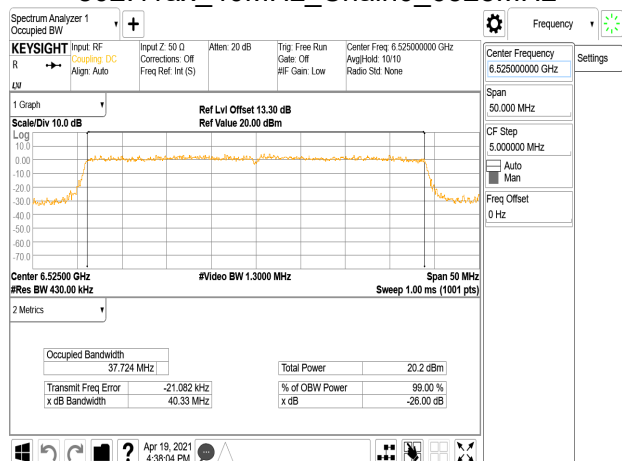 Spectrum Analyzer 1
Occupied BW
Frequency
KEYSIGHT
R
LXI
Input: RF
Coupling: DC
Align: Auto
Input Z: 50 Ω
Corrections: Off
Freq Ref: Int (S)
Atten: 20 dB
Trig: Free Run
Gate: Off
#IF Gain: Low
Center Freq: 6.525000000 GHz
Avg|Hold: 10/10
Radio Std: None
Center Frequency
6.525000000 GHz
Settings
Span
50.000 MHz
CF Step
5.000000 MHz
Auto
Man
Freq Offset
0 Hz
1 Graph
Scale/Div 10.0 dB
Ref Lvl Offset 13.30 dB
Ref Value 20.00 dBm
Log
10.0
0.00
-10.0
-20.0
-30.0
-40.0
-50.0
-60.0
-70.0
Center 6.52500 GHz
#Video BW 1.3000 MHz
Span 50 MHz
#Res BW 430.00 kHz
Sweep 1.00 ms (1001 pts)
2 Metrics
Occupied Bandwidth
37.724 MHz
Total Power 20.2 dBm
Transmit Freq Error -21.082 kHz
% of OBW Power 99.00 %
x dB Bandwidth 40.33 MHz
x dB -26.00 dB
?
Apr 19, 2021
4:38:04 PM